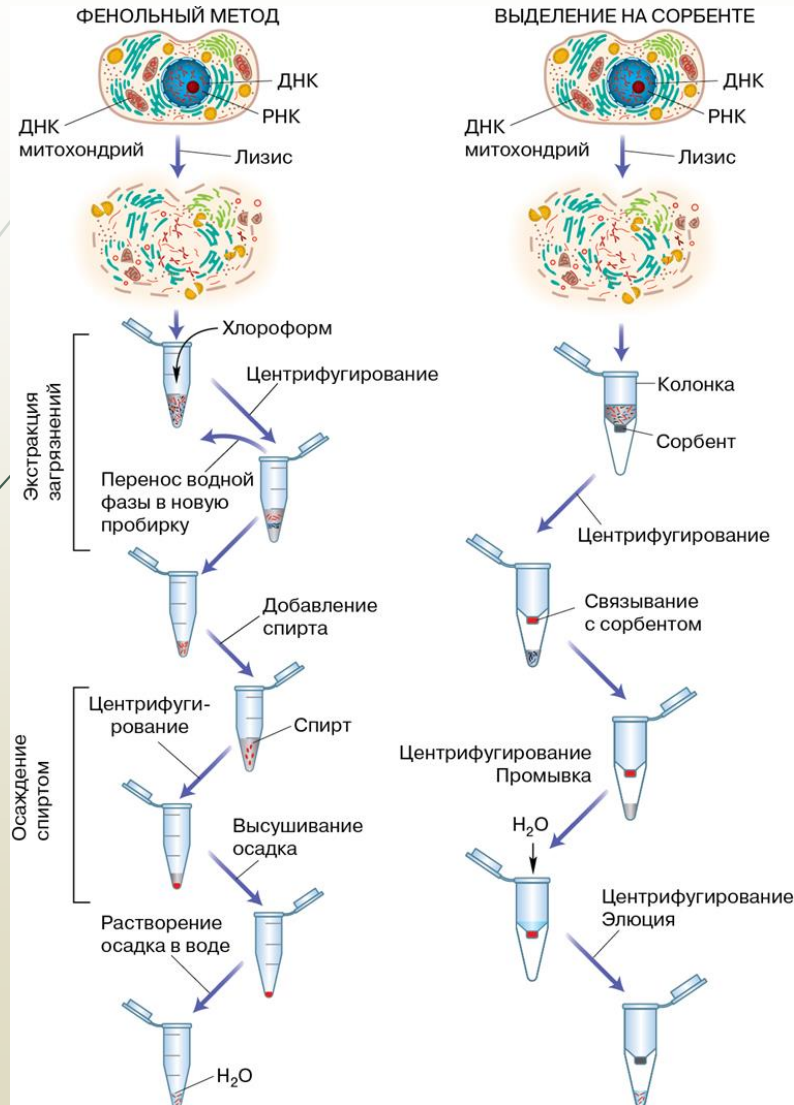 ФЕНОЛЬНЫЙ МЕТОД
ДНК
РНК
ДНК
митохондрий
Лизис
Хлороформ
Центрифугирование
Экстракция
загрязнений
Перенос водной
фазы в новую
пробирку
Добавление
спирта
Осаждение
спиртом
Центрифуги-
рование
Спирт
Высушивание
осадка
Растворение
осадка в воде
H₂O
ВЫДЕЛЕНИЕ НА СОРБЕНТЕ
ДНК
РНК
ДНК
митохондрий
Лизис
Колонка
Сорбент
Центрифугирование
Связывание
с сорбентом
Центрифугирование
Промывка
H₂O
Центрифугирование
Элюция